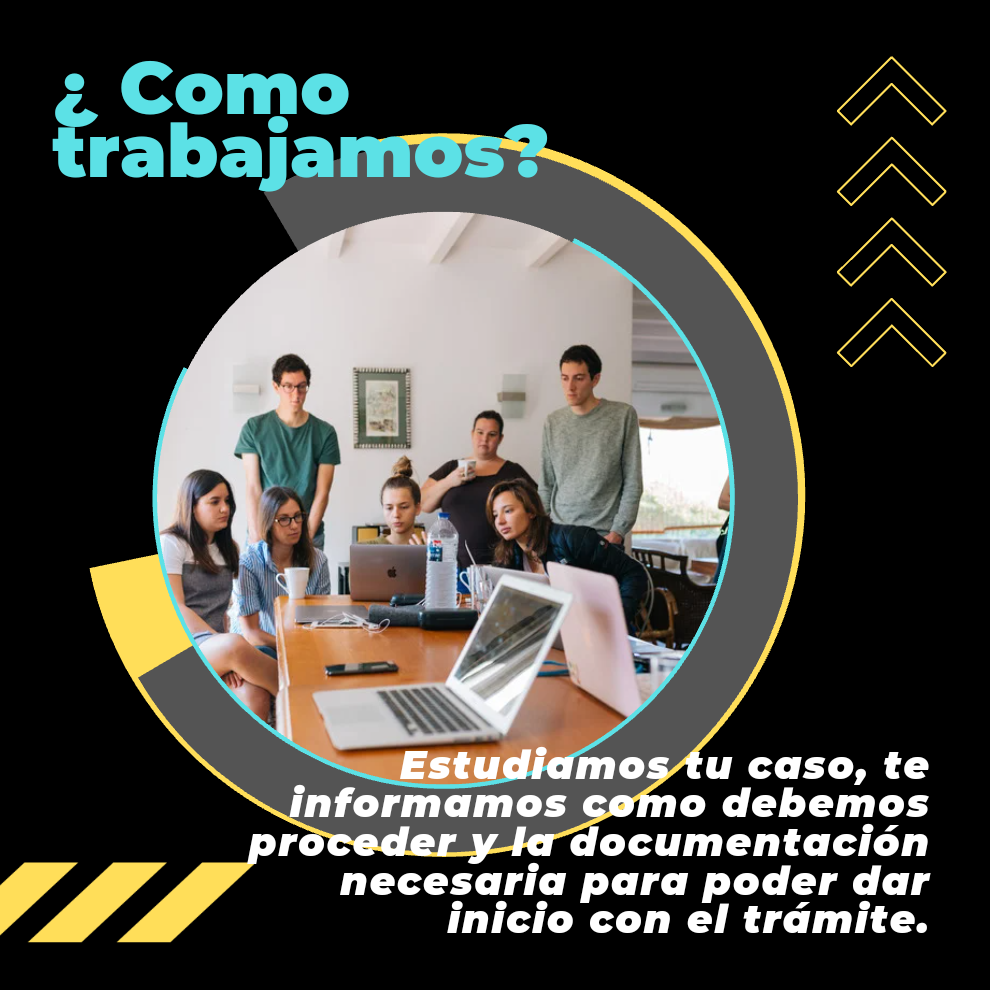 ¿ Como
trabajamos?
Estudiamos tu caso, te
informamos como debemos
proceder y la documentación
necesaria para poder dar
inicio con el trámite.